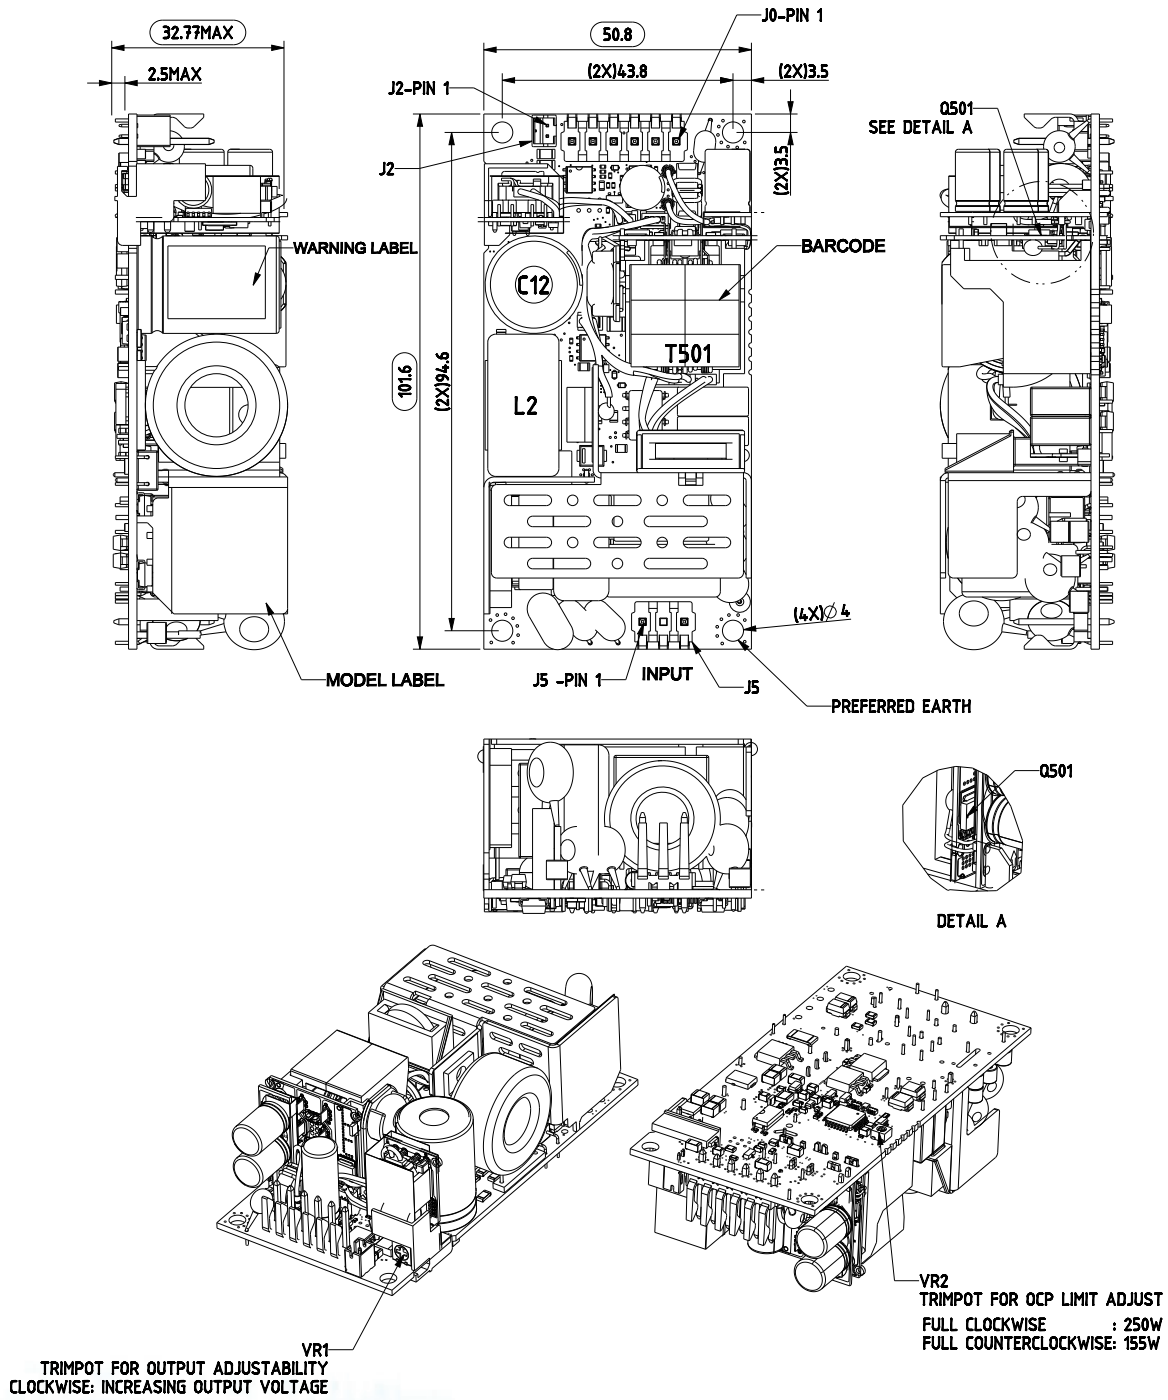 32.77MAX
2.5MAX
50.8
(2X)43.8
(2X)3.5
J0-PIN 1
J2-PIN 1
J2
(2X)3.5
Q501
SEE DETAIL A
WARNING LABEL
BARCODE
C12
T501
L2
101.6
(2X)94.6
(4X)Ø 4
MODEL LABEL
J5 -PIN 1
INPUT
J5
PREFERRED EARTH
Q501
DETAIL A
VR1
TRIMPOT FOR OUTPUT ADJUSTABILITY
CLOCKWISE: INCREASING OUTPUT VOLTAGE
VR2
TRIMPOT FOR OCP LIMIT ADJUST
FULL CLOCKWISE : 250W
FULL COUNTERCLOCKWISE: 155W